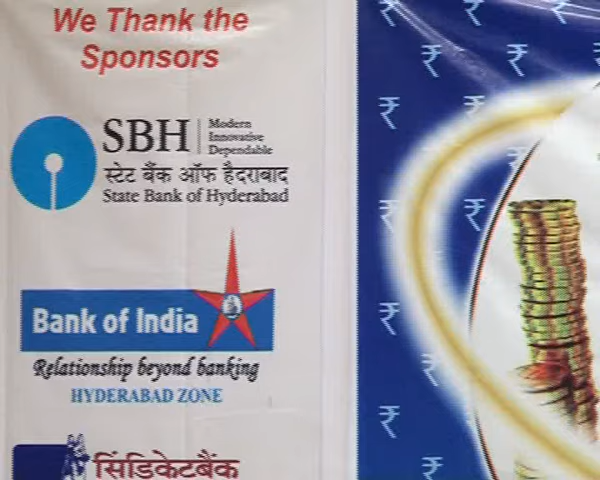 We Thank the
Sponsors
SBH
Modern
Innovative
Dependable
स्टेट बैंक ऑफ हैदराबाद
State Bank of Hyderabad
Bank of India
Relationship beyond banking
HYDERABAD ZONE
सिंडिकेटबैंक